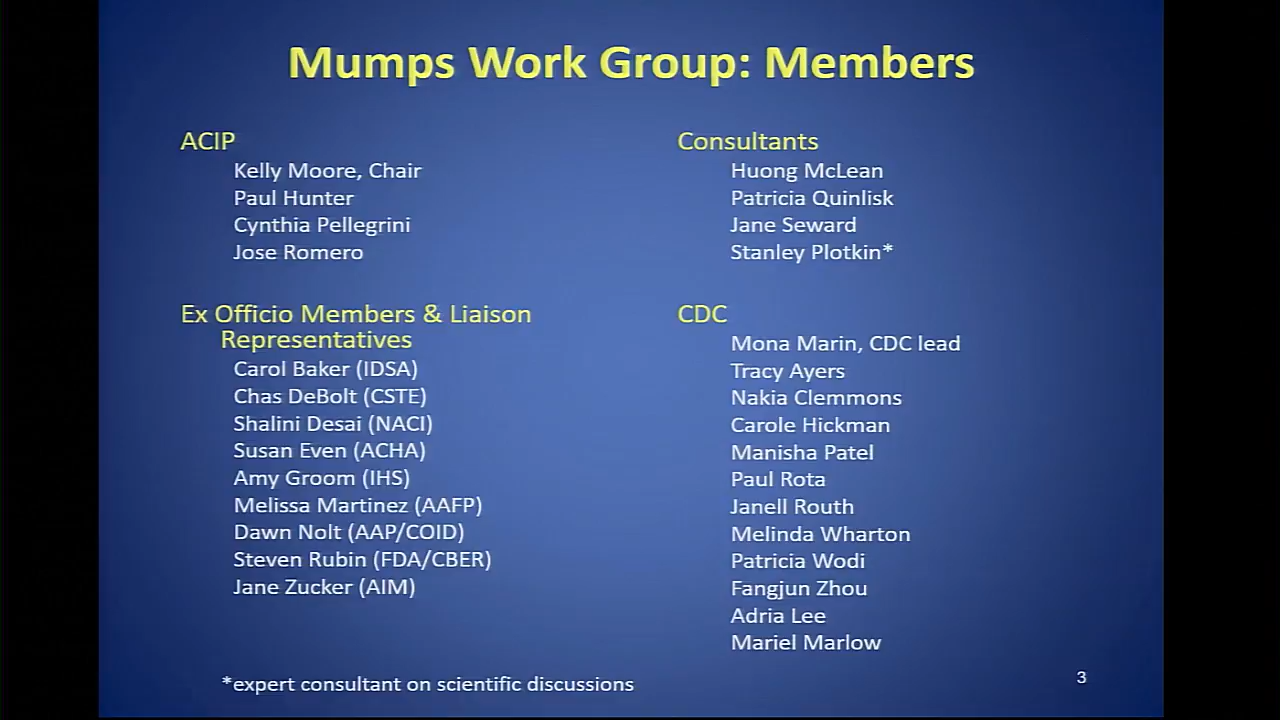 Mumps Work Group: Members
ACIP
Kelly Moore, Chair
Paul Hunter
Cynthia Pellegrini
Jose Romero
Ex Officio Members & Liaison
Representatives
Carol Baker (IDSA)
Chas DeBolt (CSTE)
Shalini Desai (NACI)
Susan Even (ACHA)
Amy Groom (IHS)
Melissa Martinez (AAFP)
Dawn Nolt (AAP/COID)
Steven Rubin (FDA/CBER)
Jane Zucker (AIM)
Consultants
Huong McLean
Patricia Quinlisk
Jane Seward
Stanley Plotkin*
CDC
Mona Marin, CDC lead
Tracy Ayers
Nakia Clemmons
Carole Hickman
Manisha Patel
Paul Rota
Janell Routh
Melinda Wharton
Patricia Wodi
Fangjun Zhou
Adria Lee
Mariel Marlow
*expert consultant on scientific discussions
3